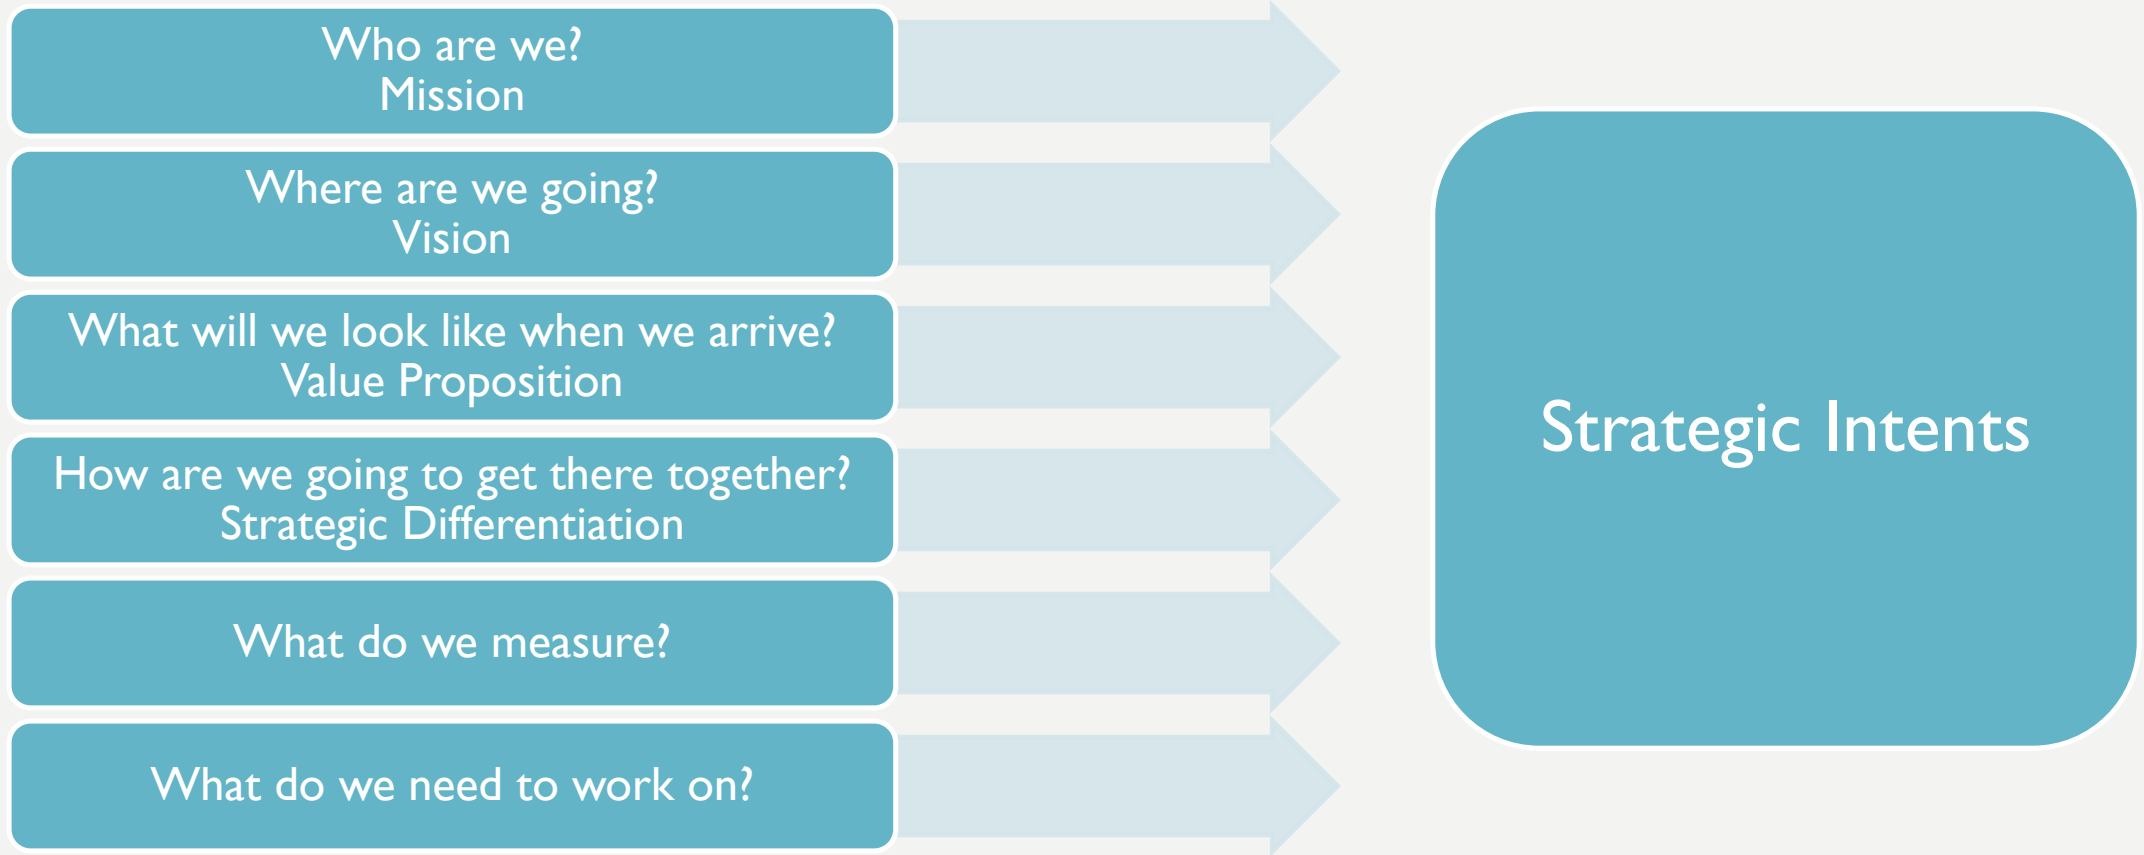 Who are we?
Mission
Where are we going?
Vision
What will we look like when we arrive?
Value Proposition
How are we going to get there together?
Strategic Differentiation
What do we measure?
What do we need to work on?
Strategic Intents